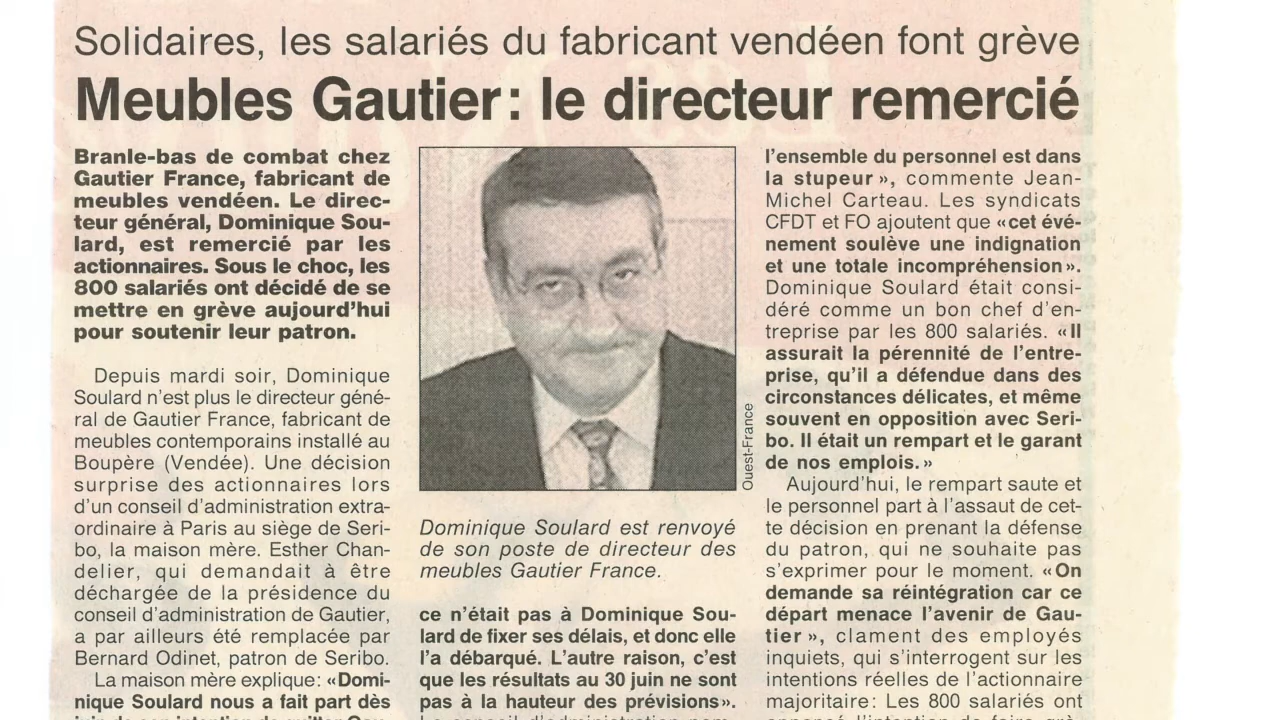 Solidaires, les salariés du fabricant vendéen font grève
Meubles Gautier : le directeur remercié
Branle-bas de combat chez
Gautier France, fabricant de
meubles vendéen. Le direc-
teur général, Dominique Sou-
lard, est remercié par les
actionnaires. Sous le choc, les
800 salariés ont décidé de se
mettre en grève aujourd'hui
pour soutenir leur patron.
Depuis mardi soir, Dominique
Soulard n'est plus le directeur géné-
ral de Gautier France, fabricant de
meubles contemporains installé au
Boupère (Vendée). Une décision
surprise des actionnaires lors
d'un conseil d'administration extra-
ordinaire à Paris au siège de Seri-
bo, la maison mère. Esther Chan-
delier, qui demandait à être
déchargée de la présidence du
conseil d'administration de Gautier,
a par ailleurs été remplacée par
Bernard Odinet, patron de Seribo.
La maison mère explique : «Domi-
nique Soulard nous a fait part dès
Ouest-France
Dominique Soulard est renvoyé
de son poste de directeur des
meubles Gautier France.
ce n'était pas à Dominique Sou-
lard de fixer ses délais, et donc elle
l'a débarqué. L'autre raison, c'est
que les résultats au 30 juin ne sont
pas à la hauteur des prévisions».
l'ensemble du personnel est dans
la stupeur», commente Jean-
Michel Carteau. Les syndicats
CFDT et FO ajoutent que «cet évé-
nement soulève une indignation
et une totale incompréhension».
Dominique Soulard était consi-
déré comme un bon chef d'en-
treprise par les 800 salariés. «Il
assurait la pérennité de l'entre-
prise, qu'il a défendue dans des
circonstances délicates, et même
souvent en opposition avec Seri-
bo. Il était un rempart et le garant
de nos emplois.»
Aujourd'hui, le rempart saute et
le personnel part à l'assaut de cet-
te décision en prenant la défense
du patron, qui ne souhaite pas
s'exprimer pour le moment. «On
demande sa réintégration car ce
départ menace l'avenir de Gau-
tier», clament des employés
inquiets, qui s'interrogent sur les
intentions réelles de l'actionnaire
majoritaire : Les 800 salariés ont